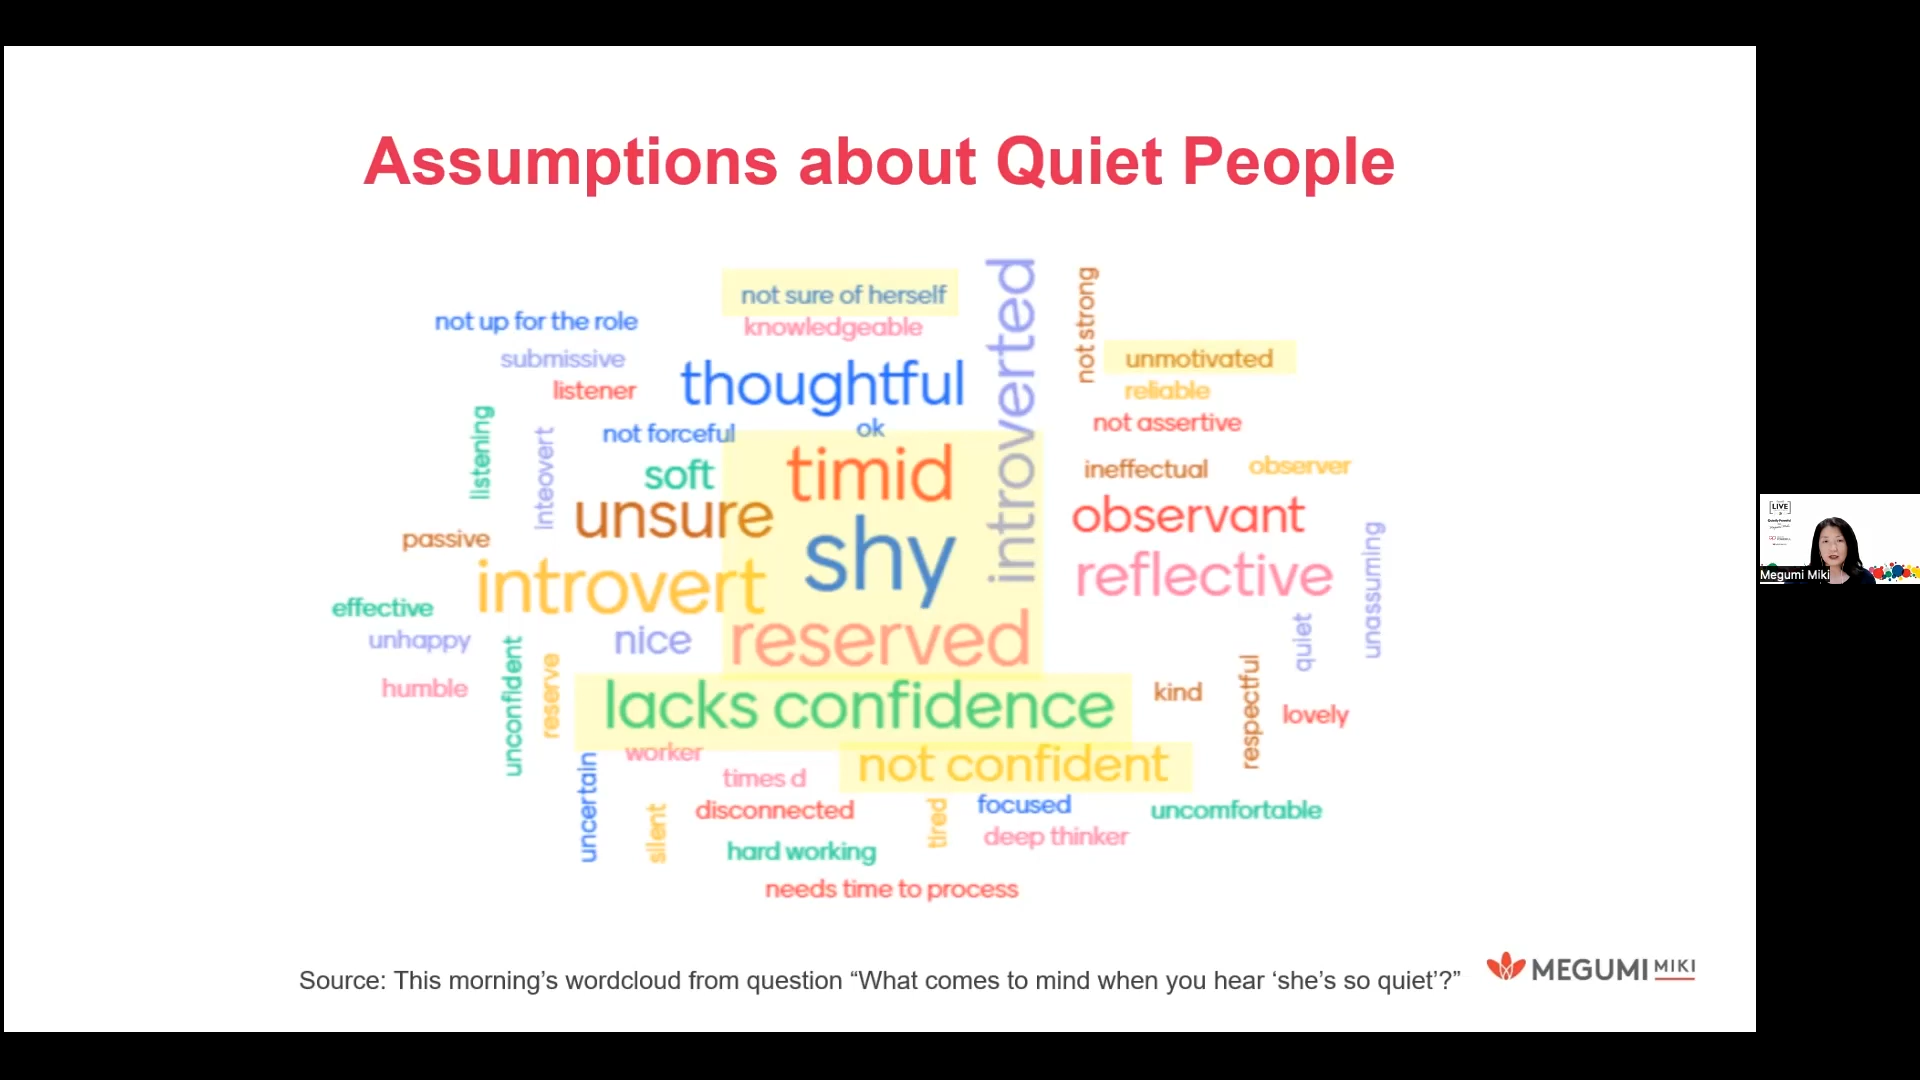 Assumptions about Quiet People
not sure of herself
knowledgeable
not up for the role
submissive
listener
thoughtful
introverted
not strong
unmotivated
reliable
not assertive
ok
not forceful
listening
inteovert
soft
timid
ineffectual
observer
unsure
observant
passive
shy
introvert
reflective
unassuming
effective
unhappy
nice
reserved
quiet
humble
unconfident
reserve
lacks confidence
kind
respectful
lovely
worker
not confident
uncertain
times d
silent
disconnected
tired
focused
uncomfortable
deep thinker
hard working
needs time to process
Source: This morning’s wordcloud from question “What comes to mind when you hear ‘she’s so quiet’?”
MEGUMI MIKI
[LIVE]
Megumi Miki